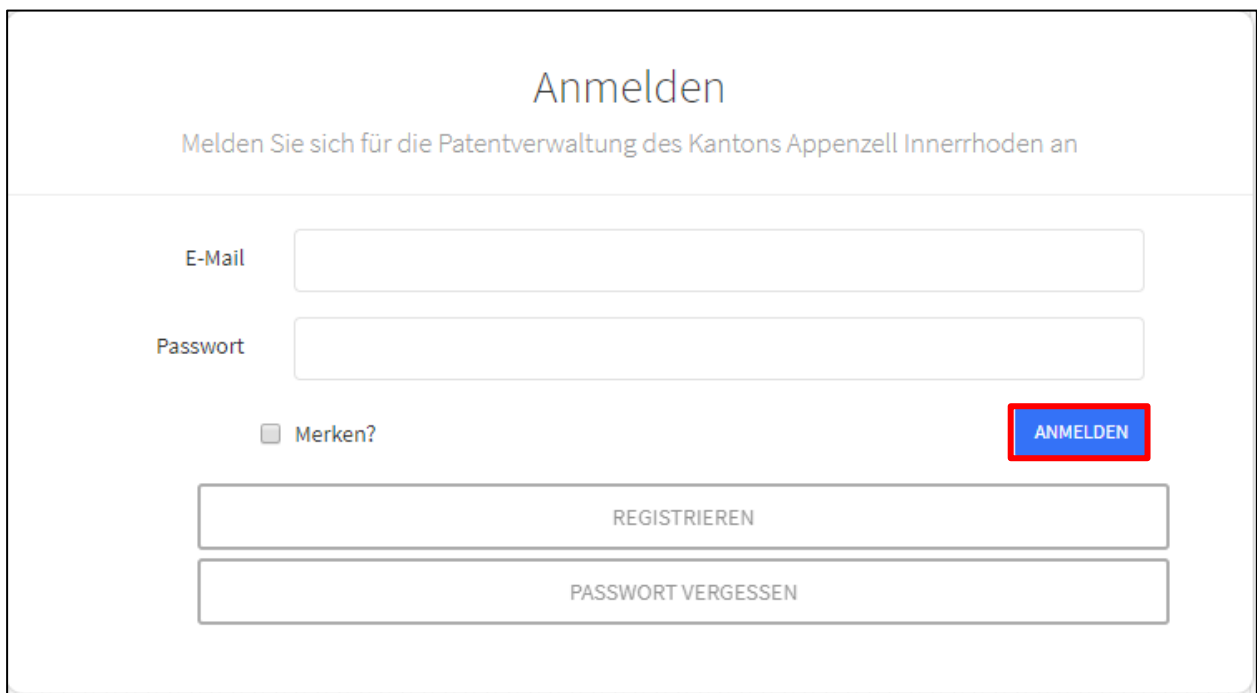 Anmelden
Melden Sie sich für die Patentverwaltung des Kantons Appenzell Innerrhoden an
E-Mail
Passwort
Merken? ANMELDEN
REGISTRIEREN
PASSWORT VERGESSEN